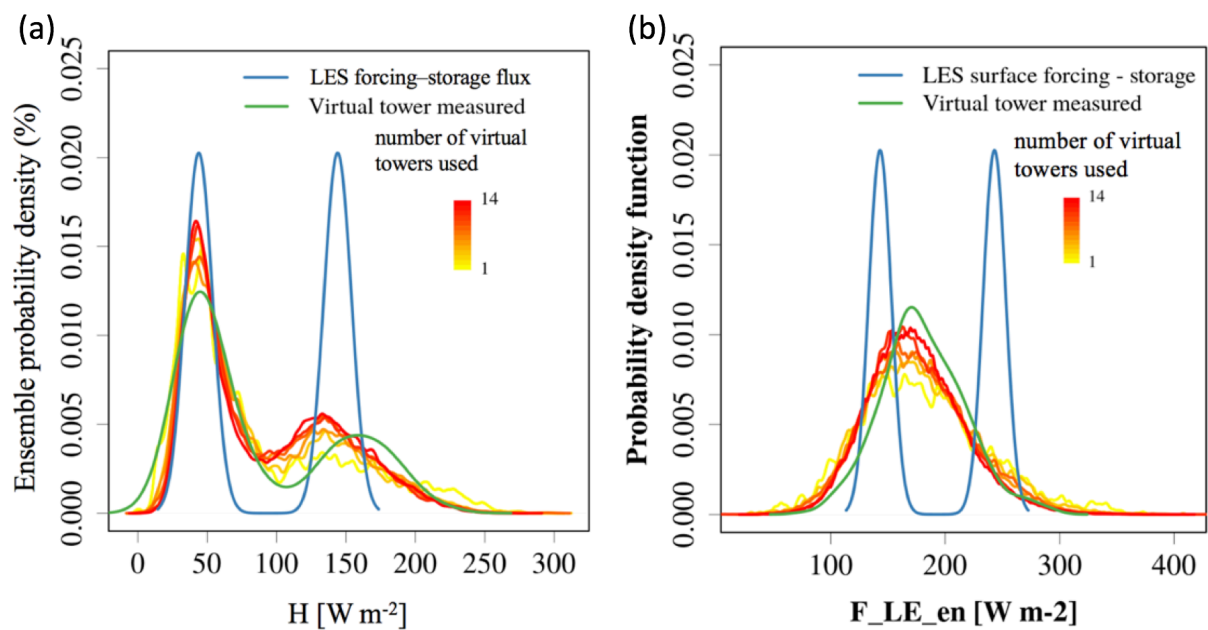 (a)
0.025
0.020
0.015
0.010
0.005
0.000
Ensemble probability density (%)
LES forcing–storage flux
Virtual tower measured
number of virtual
towers used
14
1
0 50 100 150 200 250 300
H [W m-2]
(b)
0.025
0.020
0.015
0.010
0.005
0.000
Probability density function
LES surface forcing - storage
Virtual tower measured
number of virtual
towers used
14
1
100 200 300 400
F_LE_en [W m-2]